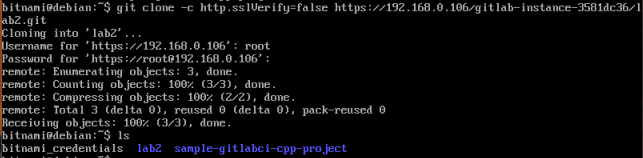 bitnami@debian:~$ git clone -c http.sslVerify=false https://192.168.0.106/gitlab-instance-3581dc36/l
ab2.git
Cloning into 'lab2'...
Username for 'https://192.168.0.106': root
Password for 'https://root@192.168.0.106':
remote: Enumerating objects: 3, done.
remote: Counting objects: 100% (3/3), done.
remote: Compressing objects: 100% (2/2), done.
remote: Total 3 (delta 0), reused 0 (delta 0), pack-reused 0
Receiving objects: 100% (3/3), done.
bitnami@debian:~$ ls
bitnami_credentials  lab2  sample-gitlabci-cpp-project